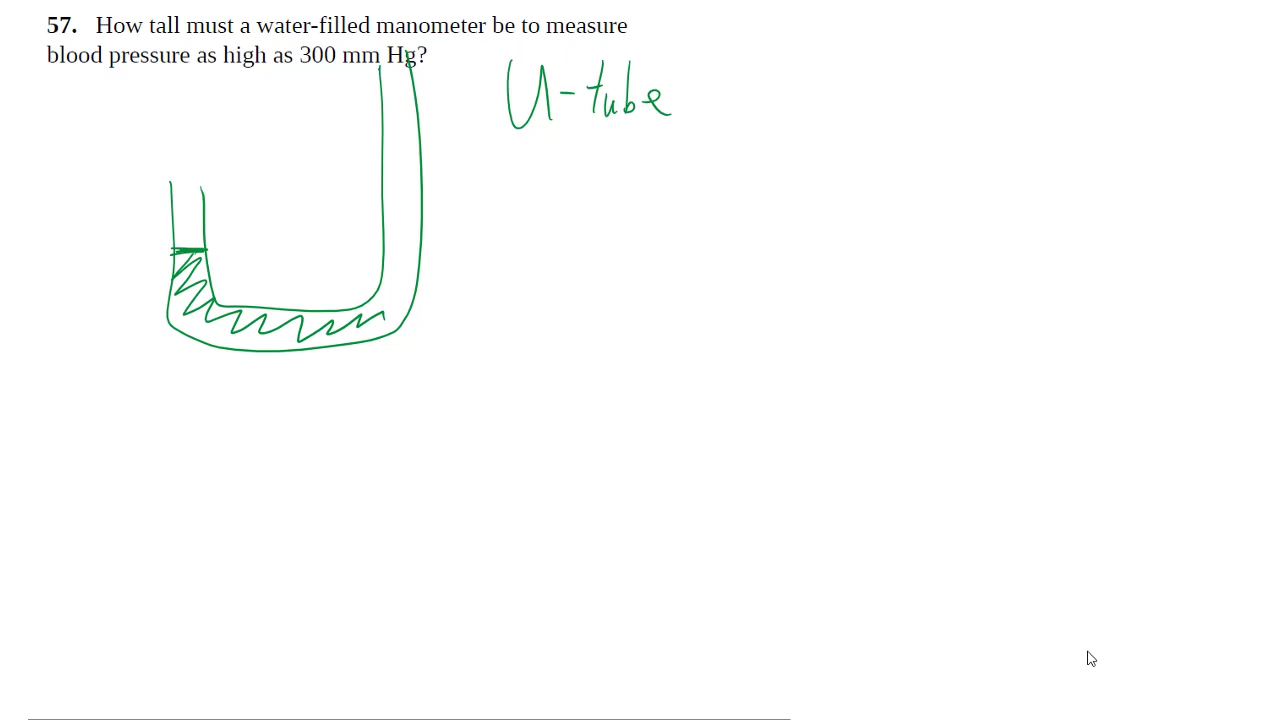 57. How tall must a water-filled manometer be to measure
blood pressure as high as 300 mm Hg?
U-tube